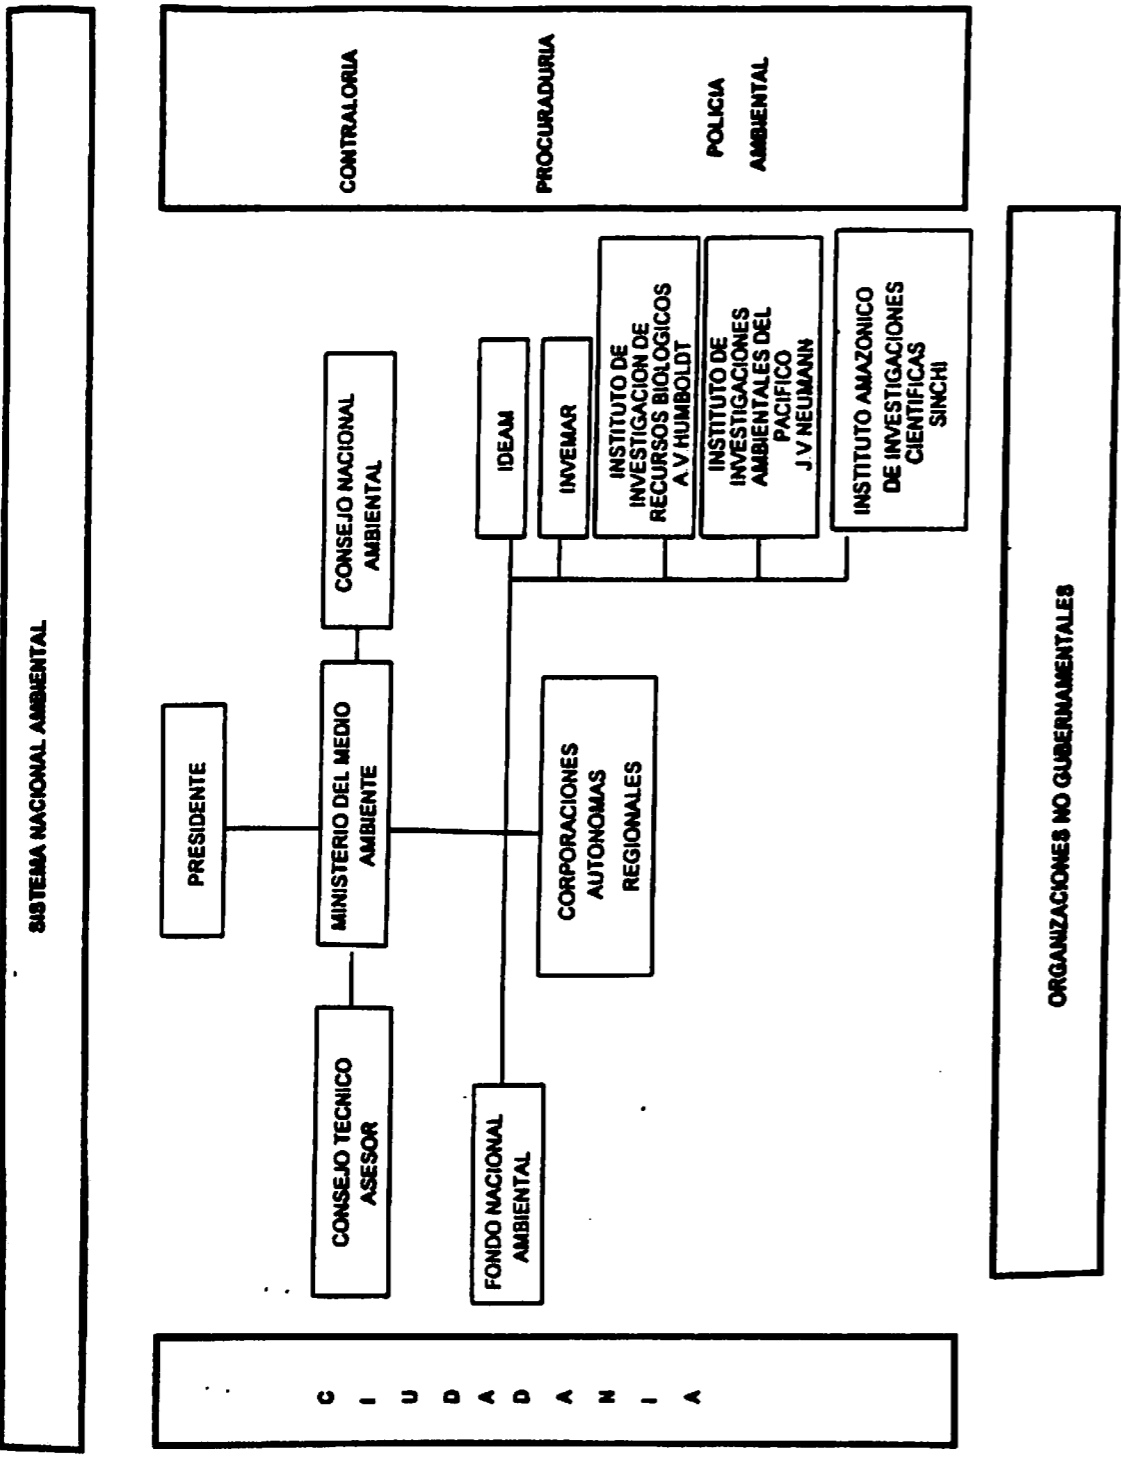 SISTEMA NACIONAL AMBIENTAL
PRESIDENTE
CONSEJO TECNICO
ASESOR
MINISTERIO DEL MEDIO
AMBIENTE
CONSEJO NACIONAL
AMBIENTAL
FONDO NACIONAL
AMBIENTAL
CORPORACIONES
AUTONOMAS
REGIONALES
IDEAM
INVEMAR
INSTITUTO DE
INVESTIGACION DE
RECURSOS BIOLOGICOS
A.V.HUMBOLDT
INSTITUTO DE
INVESTIGACIONES
AMBIENTALES DEL
PACIFICO
J.V NEUMANN
INSTITUTO AMAZONICO
DE INVESTIGACIONES
CIENTIFICAS
SINCHI
C
I
U
D
A
D
A
N
I
A
CONTRALORIA
PROCURADURIA
POLICIA
AMBIENTAL
ORGANIZACIONES NO GUBERNAMENTALES